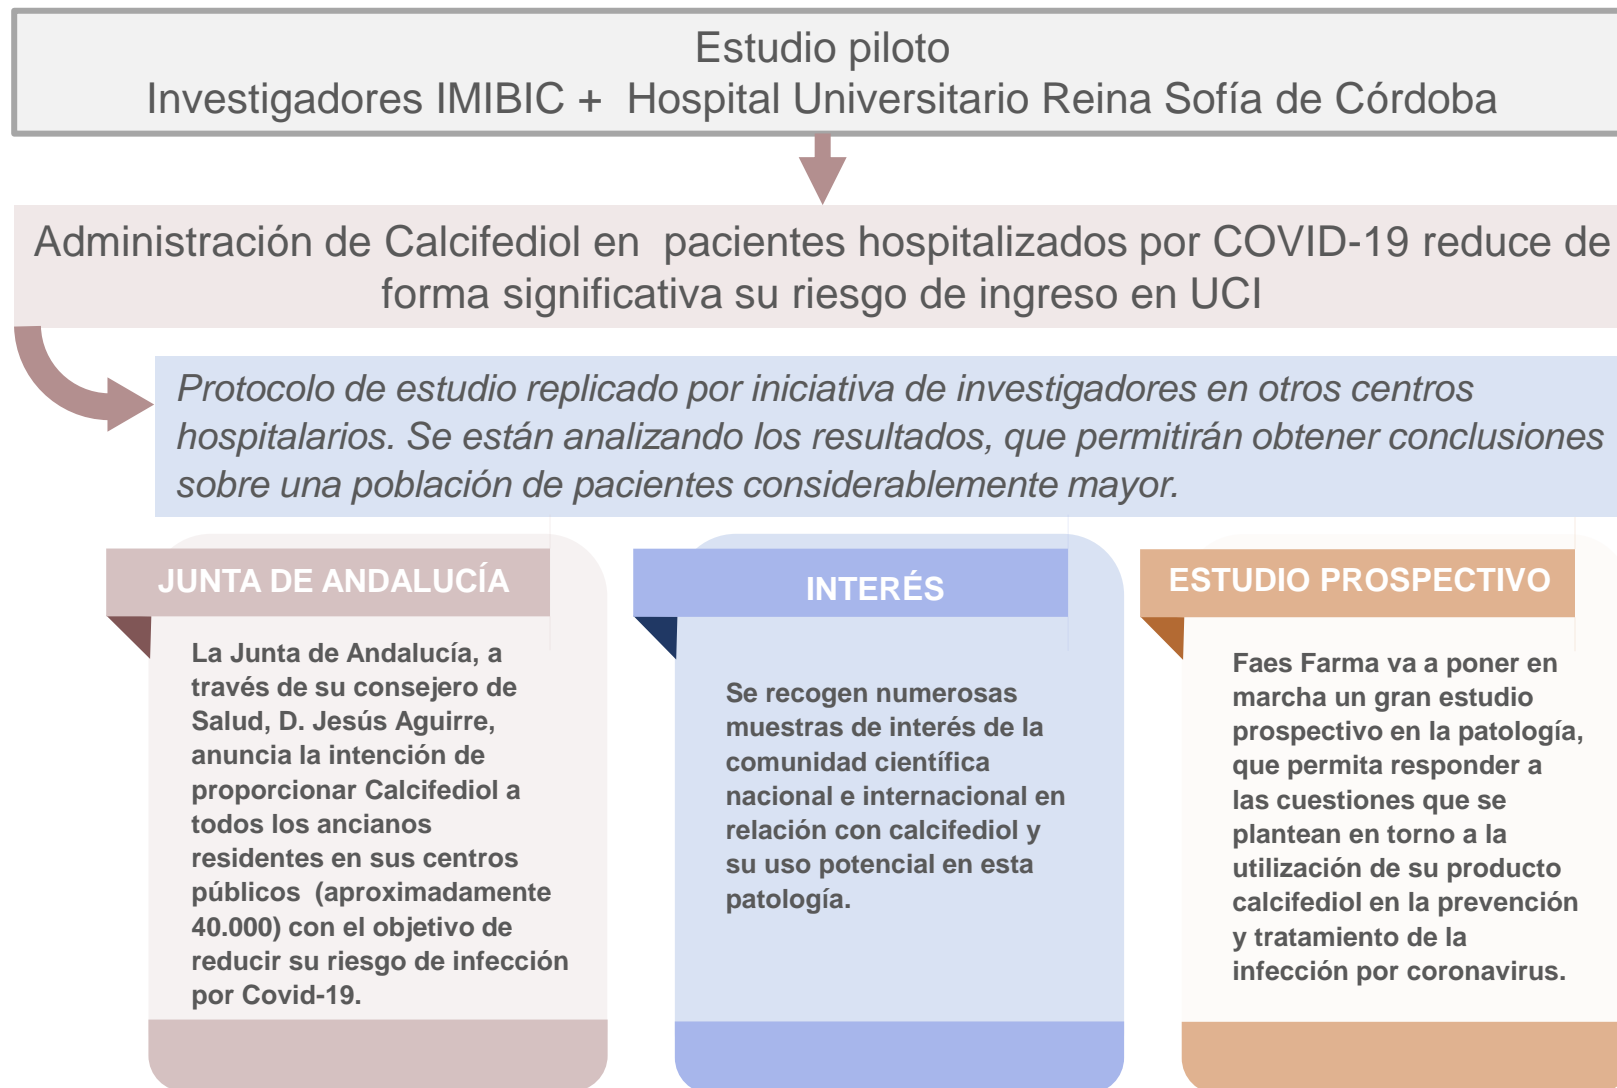 Estudio piloto
Investigadores IMIBIC + Hospital Universitario Reina Sofía de Córdoba
Administración de Calcifediol en pacientes hospitalizados por COVID-19 reduce de
forma significativa su riesgo de ingreso en UCI
Protocolo de estudio replicado por iniciativa de investigadores en otros centros
hospitalarios. Se están analizando los resultados, que permitirán obtener conclusiones
sobre una población de pacientes considerablemente mayor.
JUNTA DE ANDALUCÍA
La Junta de Andalucía, a
través de su consejero de
Salud, D. Jesús Aguirre,
anuncia la intención de
proporcionar Calcifediol a
todos los ancianos
residentes en sus centros
públicos (aproximadamente
40.000) con el objetivo de
reducir su riesgo de infección
por Covid-19.
INTERÉS
Se recogen numerosas
muestras de interés de la
comunidad científica
nacional e internacional en
relación con calcifediol y
su uso potencial en esta
patología.
ESTUDIO PROSPECTIVO
Faes Farma va a poner en
marcha un gran estudio
prospectivo en la patología,
que permita responder a
las cuestiones que se
plantean en torno a la
utilización de su producto
calcifediol en la prevención
y tratamiento de la
infección por coronavirus.